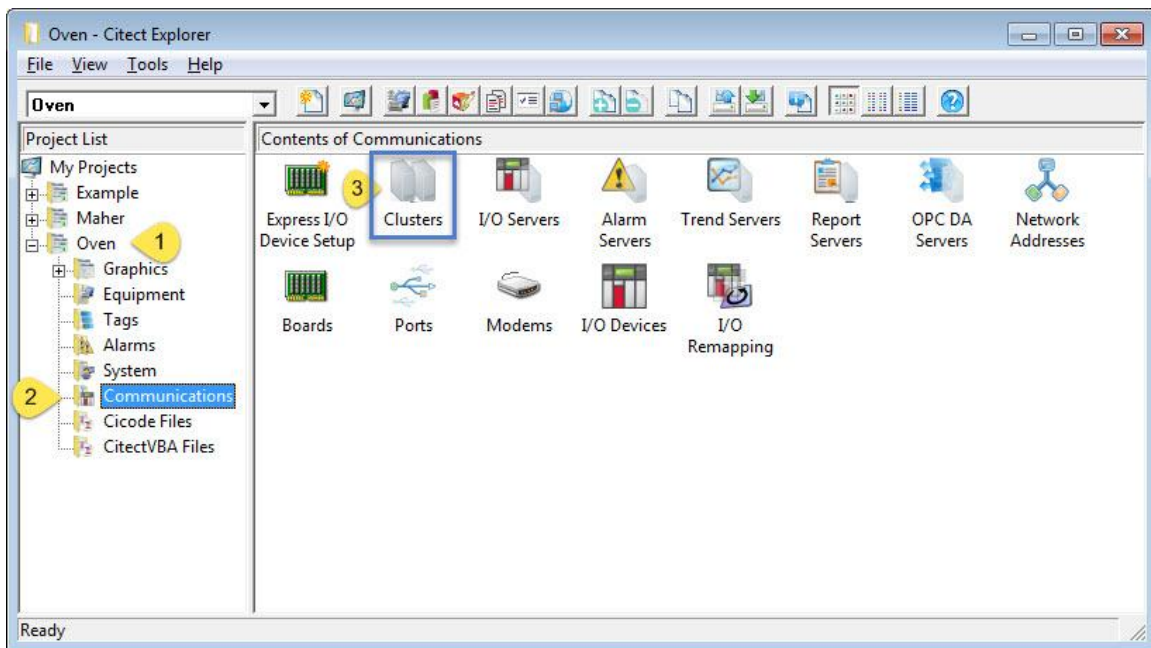 Oven - Citect Explorer
File View Tools Help
Oven
Project List
Contents of Communications
My Projects
Example
Maher
Oven
1
Graphics
Equipment
Tags
Alarms
System
2
Communications
Cicode Files
CitectVBA Files
3
Express I/O
Device Setup
Clusters
I/O Servers
Alarm
Servers
Trend Servers
Report
Servers
OPC DA
Servers
Network
Addresses
Boards
Ports
Modems
I/O Devices
I/O
Remapping
Ready